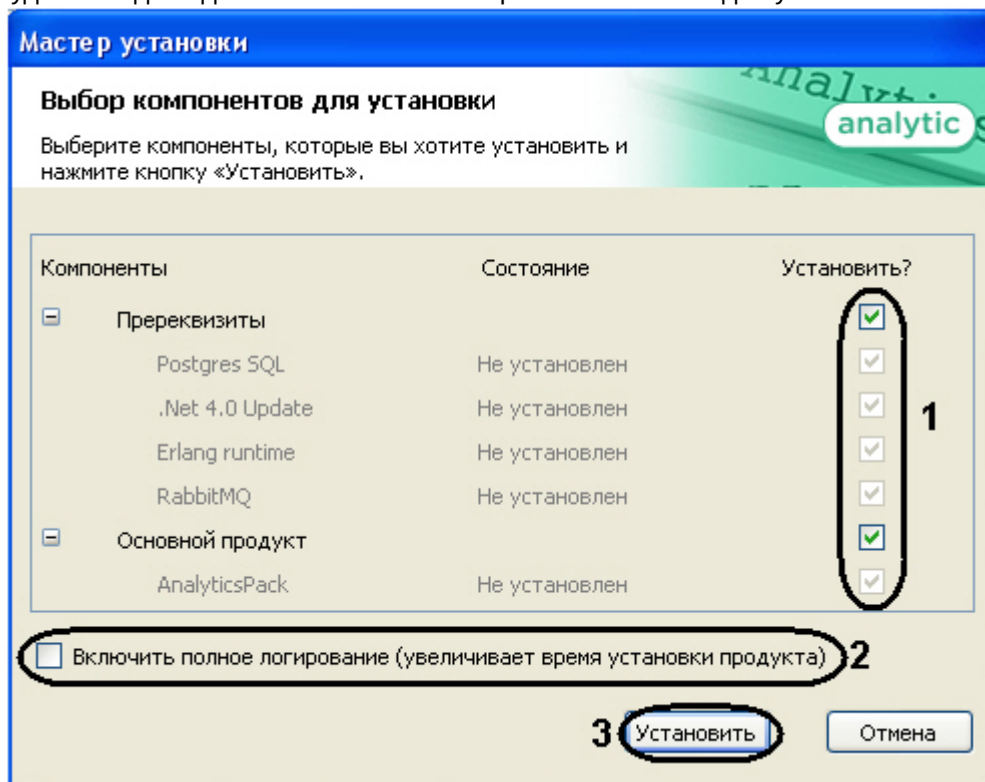 Мастер установки
Выбор компонентов для установки
Выберите компоненты, которые вы хотите установить и
нажмите кнопку «Установить».
analytic
Компоненты Состояние Установить?
Пререквизиты
Postgres SQL Не установлен
.Net 4.0 Update Не установлен
Erlang runtime Не установлен
RabbitMQ Не установлен
1
Основной продукт
AnalyticsPack Не установлен
Включить полное логирование (увеличивает время установки продукта) 2
3 Установить Отмена